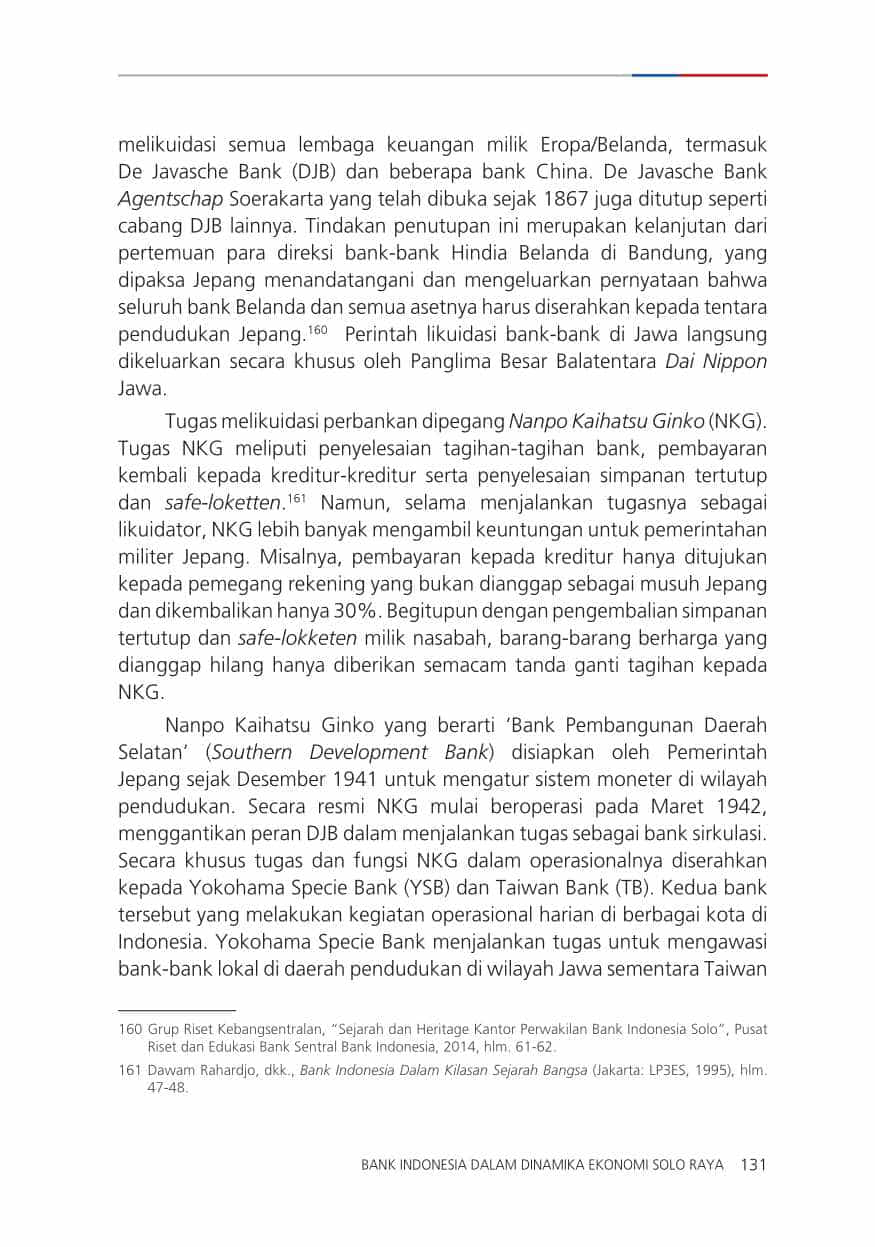 melikuidasi semua lembaga keuangan milik Eropa/Belanda, termasuk
De Javasche Bank (DJB) dan beberapa bank China. De Javasche Bank
Agentschap Soerakarta yang telah dibuka sejak 1867 juga ditutup seperti
cabang DJB lainnya. Tindakan penutupan ini merupakan kelanjutan dari
pertemuan para direksi bank-bank Hindia Belanda di Bandung, yang
dipaksa Jepang menandatangani dan mengeluarkan pernyataan bahwa
seluruh bank Belanda dan semua asetnya harus diserahkan kepada tentara
pendudukan Jepang.160 Perintah likuidasi bank-bank di Jawa langsung
dikeluarkan secara khusus oleh Panglima Besar Balatentara Dai Nippon
Jawa.
Tugas melikuidasi perbankan dipegang Nanpo Kaihatsu Ginko (NKG).
Tugas NKG meliputi penyelesaian tagihan-tagihan bank, pembayaran
kembali kepada kreditur-kreditur serta penyelesaian simpanan tertutup
dan safe-loketten.161 Namun, selama menjalankan tugasnya sebagai
likuidator, NKG lebih banyak mengambil keuntungan untuk pemerintahan
militer Jepang. Misalnya, pembayaran kepada kreditur hanya ditujukan
kepada pemegang rekening yang bukan dianggap sebagai musuh Jepang
dan dikembalikan hanya 30%. Begitupun dengan pengembalian simpanan
tertutup dan safe-lokketen milik nasabah, barang-barang berharga yang
dianggap hilang hanya diberikan semacam tanda ganti tagihan kepada
NKG.
Nanpo Kaihatsu Ginko yang berarti ‘Bank Pembangunan Daerah
Selatan’ (Southern Development Bank) disiapkan oleh Pemerintah
Jepang sejak Desember 1941 untuk mengatur sistem moneter di wilayah
pendudukan. Secara resmi NKG mulai beroperasi pada Maret 1942,
menggantikan peran DJB dalam menjalankan tugas sebagai bank sirkulasi.
Secara khusus tugas dan fungsi NKG dalam operasionalnya diserahkan
kepada Yokohama Specie Bank (YSB) dan Taiwan Bank (TB). Kedua bank
tersebut yang melakukan kegiatan operasional harian di berbagai kota di
Indonesia. Yokohama Specie Bank menjalankan tugas untuk mengawasi
bank-bank lokal di daerah pendudukan di wilayah Jawa sementara Taiwan
160 Grup Riset Kebangsentralan, “Sejarah dan Heritage Kantor Perwakilan Bank Indonesia Solo”, Pusat
Riset dan Edukasi Bank Sentral Bank Indonesia, 2014, hlm. 61-62.
161 Dawam Rahardjo, dkk., Bank Indonesia Dalam Kilasan Sejarah Bangsa (Jakarta: LP3ES, 1995), hlm.
47-48.
BANK INDONESIA DALAM DINAMIKA EKONOMI SOLO RAYA 131